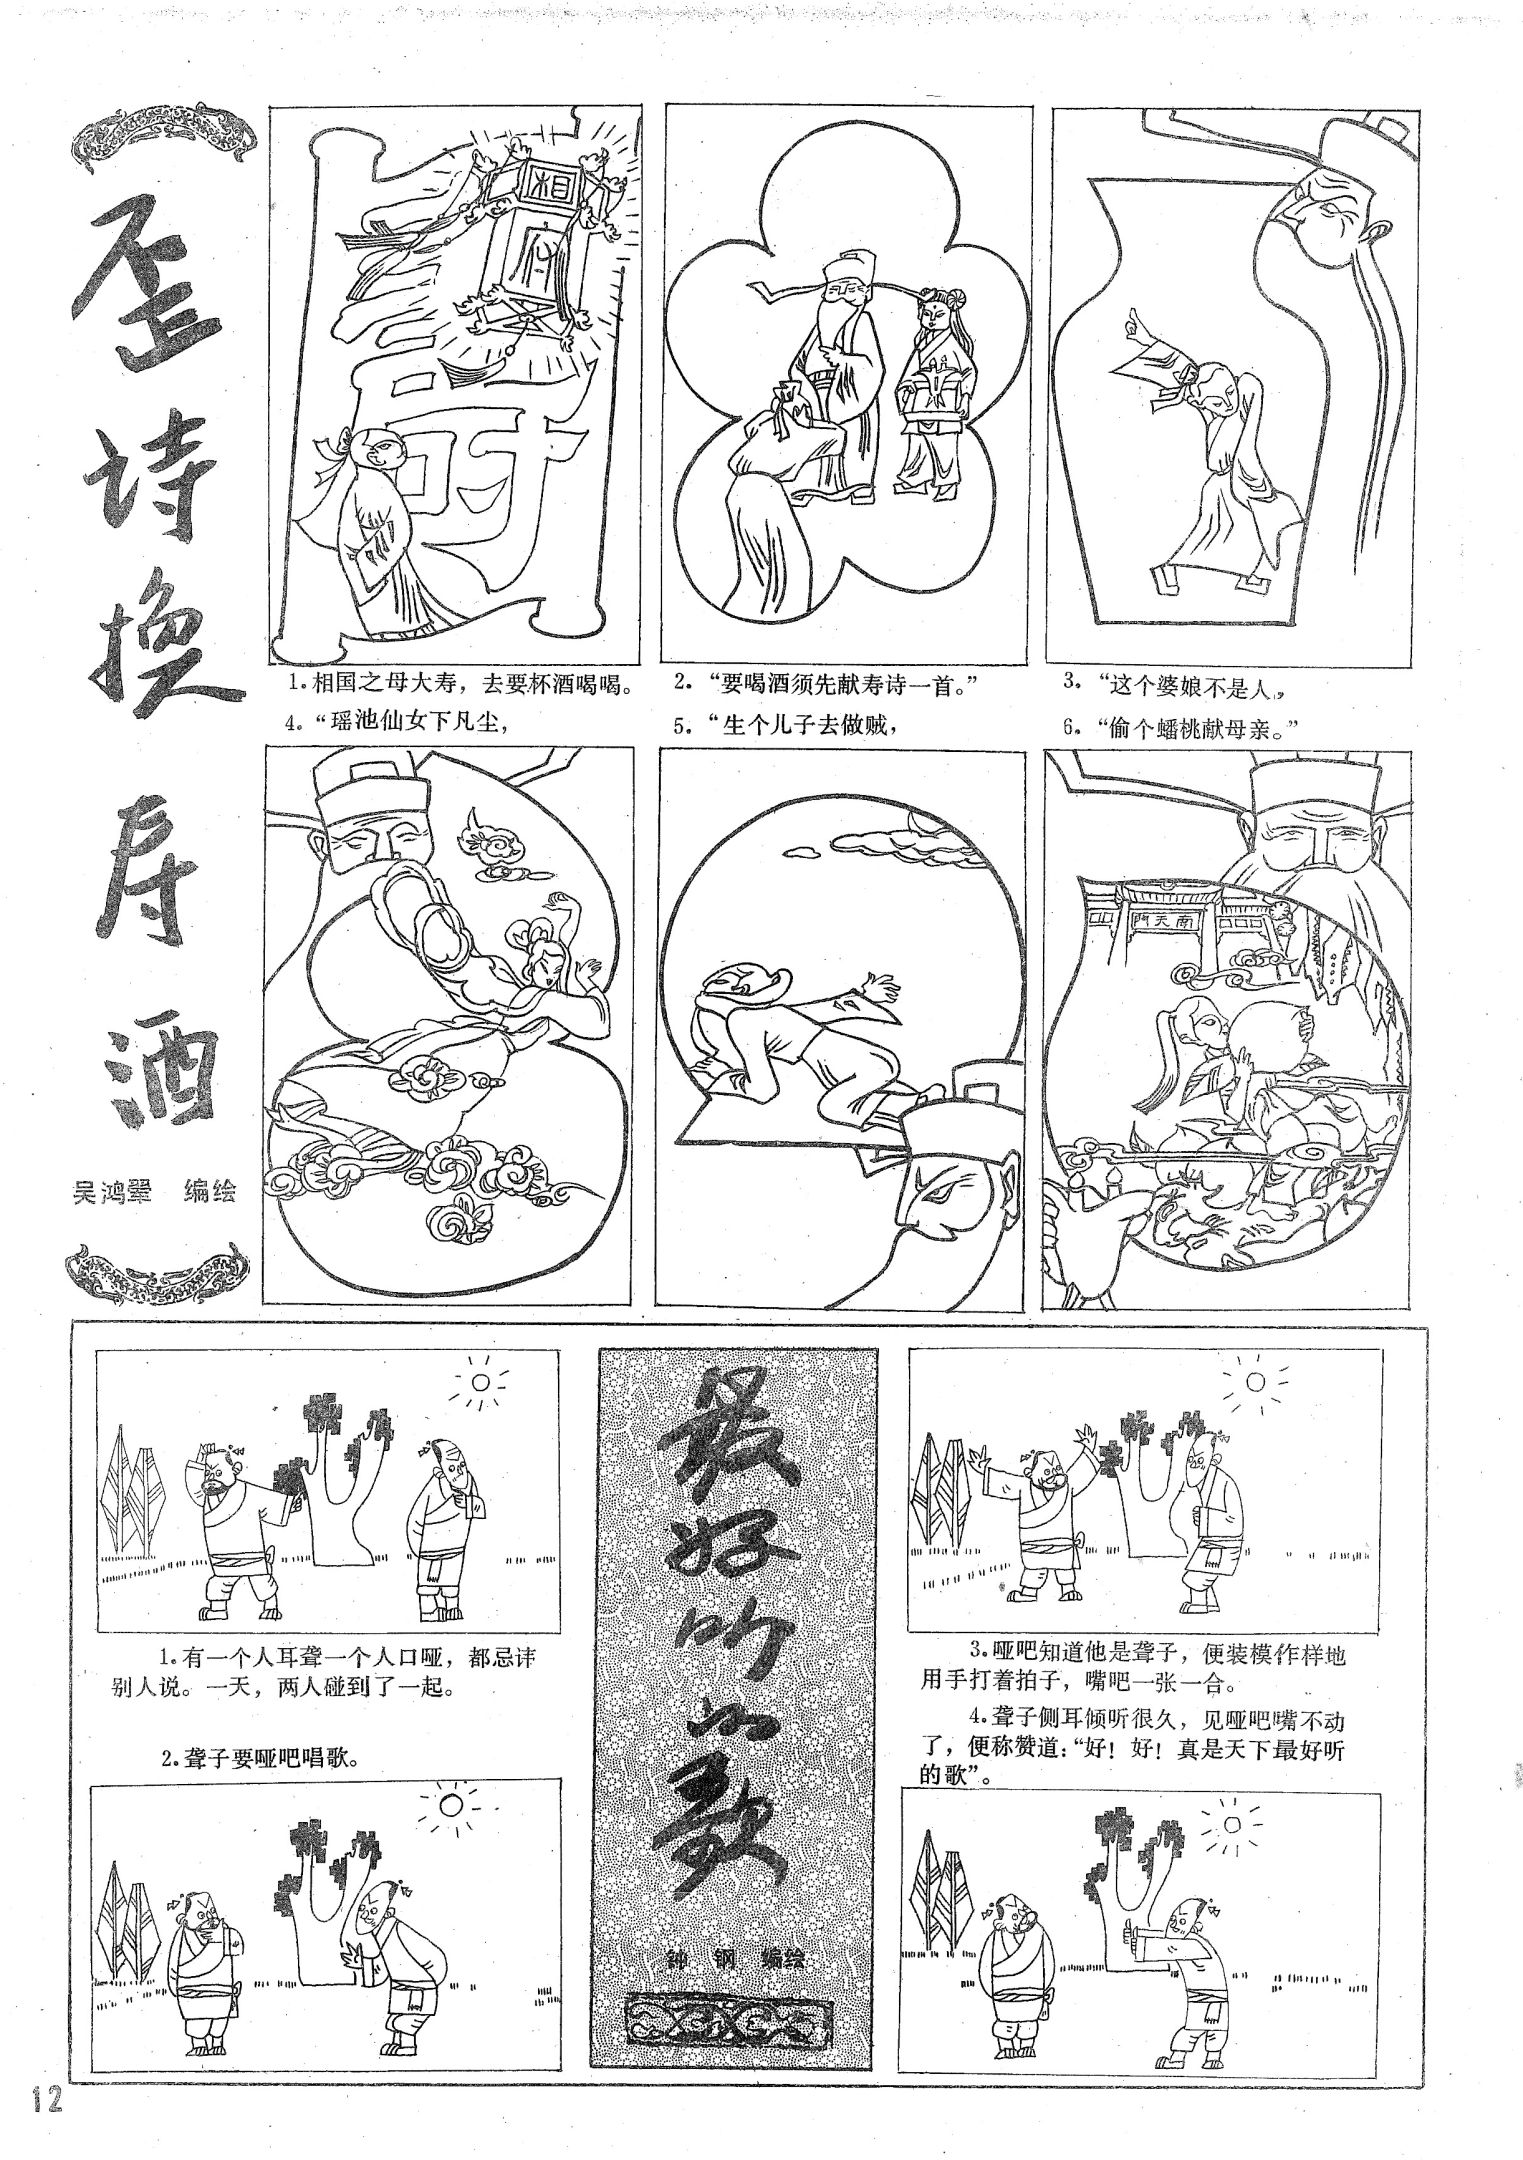 歪诗换寿酒
吴鸿翚 编绘
相
寿
1.相国之母大寿，去要杯酒喝喝。
2.“要喝酒须先献寿诗一首。”
3.“这个婆娘不是人，
4.“瑶池仙女下凡尘，
5.“生个儿子去做贼，
6.“偷个蟠桃献母亲。”
南天門
最好听的歌
钟 钢 编绘
1.有一个人耳聋一个人口哑，都忌讳
别人说。一天，两人碰到了一起。
2.聋子要哑吧唱歌。
3.哑吧知道他是聋子，便装模作样地
用手打着拍子，嘴吧一张一合。
4.聋子侧耳倾听很久，见哑吧嘴不动
了，便称赞道：“好！好！真是天下最好听
的歌”。
12